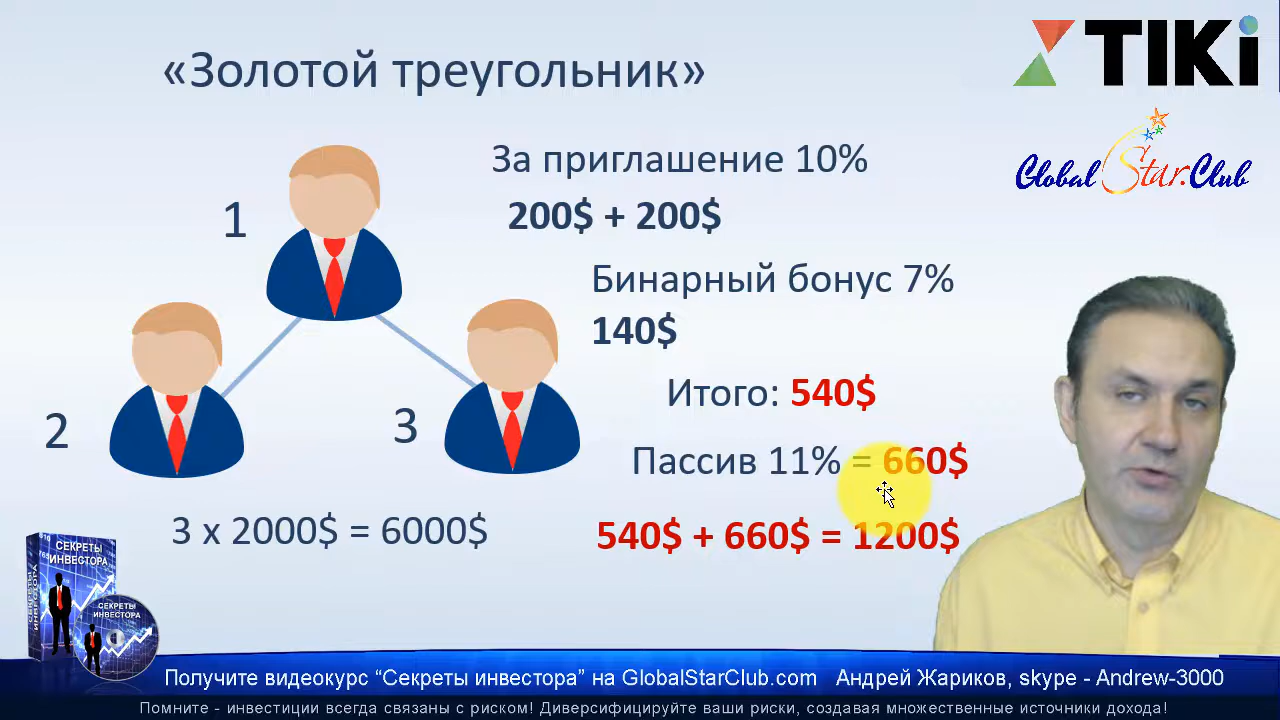 «Золотой треугольник»
TIKi
Global Star.Club
За приглашение 10%
200$ + 200$
1
Бинарный бонус 7%
140$
Итого: 540$
2
3
Пассив 11% = 660$
3 х 2000$ = 6000$
540$ + 660$ = 1200$
СЕКРЕТЫ
ИНВЕСТОРА
СЕКРЕТЫ
ИНВЕСТОРА
Получите видеокурс “Секреты инвестора” на GlobalStarClub.com Андрей Жариков, skype - Andrew-3000
Помните - инвестиции всегда связаны с риском! Диверсифицируйте ваши риски, создавая множественные источники дохода!